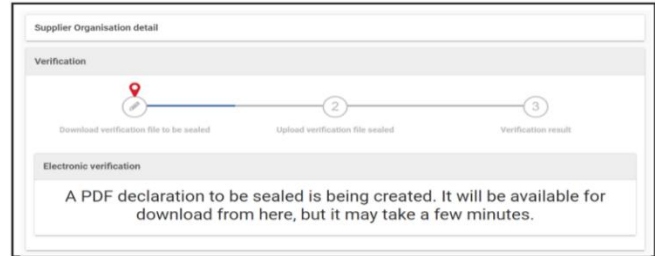 Supplier Organisation detail
Verification
2
3
Download verification file to be sealed
Upload verification file sealed
Verification result
Electronic verification
A PDF declaration to be sealed is being created. It will be available for
download from here, but it may take a few minutes.